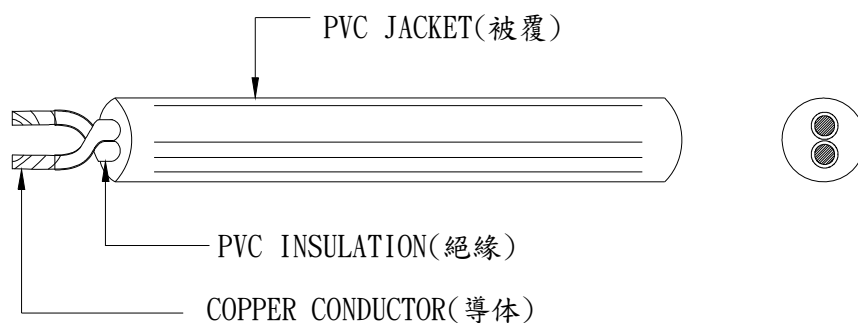 PVC JACKET(被覆)
PVC INSULATION(絕緣)
COPPER CONDUCTOR(導体)